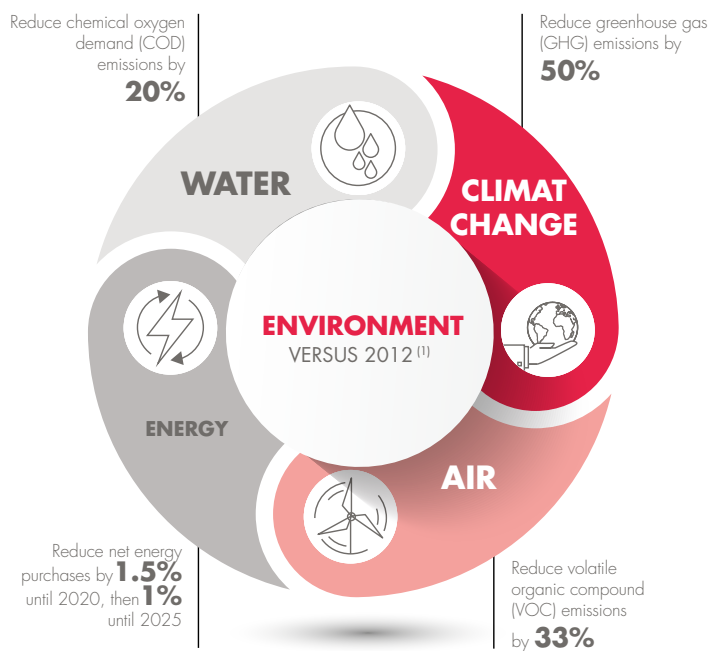 Reduce chemical oxygen
demand (COD)
emissions by
20%
Reduce greenhouse gas
(GHG) emissions by
50%
WATER
CLIMAT
CHANGE
ENVIRONMENT
VERSUS 2012 (1)
ENERGY
AIR
Reduce net energy
purchases by 1.5%
until 2020, then 1%
until 2025
Reduce volatile
organic compound
(VOC) emissions
by 33%